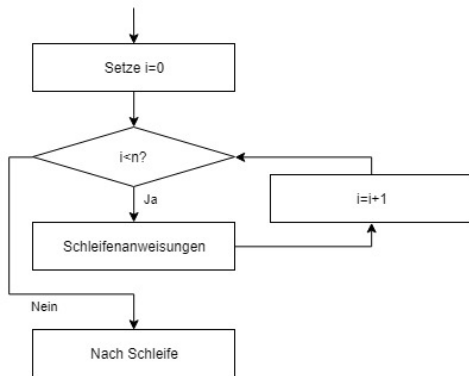 Setze i=0
i<n?
Ja
i=i+1
Schleifenanweisungen
Nein
Nach Schleife